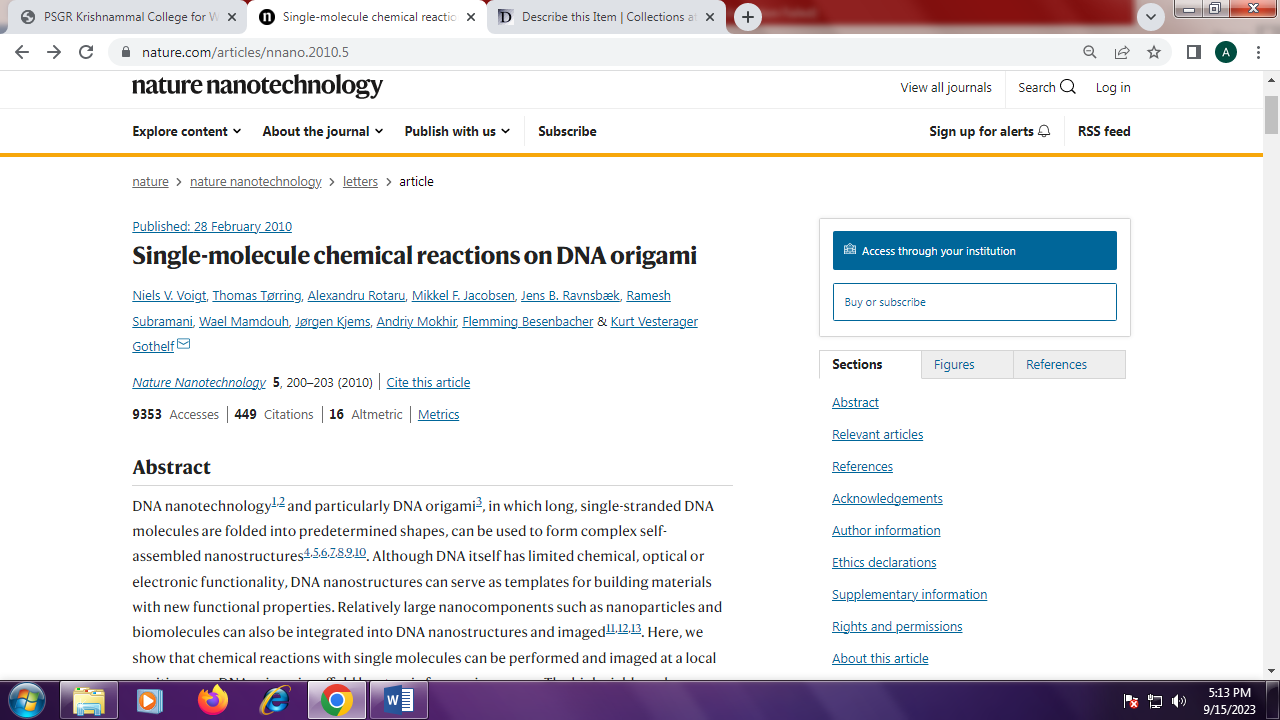 PSGR Krishnammal College for W
Single-molecule chemical reactio
Describe this Item | Collections a
nature.com/articles/nnano.2010.5
A
nature nanotechnology
View all journals
Search
Log in
Explore content
About the journal
Publish with us
Subscribe
Sign up for alerts
RSS feed
nature > nature nanotechnology > letters > article
Published: 28 February 2010
Single-molecule chemical reactions on DNA origami
Niels V. Voigt, Thomas Tørring, Alexandru Rotaru, Mikkel F. Jacobsen, Jens B. Ravnsbæk, Ramesh
Subramani, Wael Mamdouh, Jørgen Kjems, Andriy Mokhir, Flemming Besenbacher & Kurt Vesterager
Gothelf
Nature Nanotechnology 5, 200–203 (2010) | Cite this article
9353 Accesses | 449 Citations | 16 Altmetric | Metrics
Abstract
DNA nanotechnology1,2 and particularly DNA origami3, in which long, single-stranded DNA
molecules are folded into predetermined shapes, can be used to form complex self-
assembled nanostructures4,5,6,7,8,9,10. Although DNA itself has limited chemical, optical or
electronic functionality, DNA nanostructures can serve as templates for building materials
with new functional properties. Relatively large nanocomponents such as nanoparticles and
biomolecules can also be integrated into DNA nanostructures and imaged11,12,13. Here, we
show that chemical reactions with single molecules can be performed and imaged at a local
Access through your institution
Buy or subscribe
Sections
Figures
References
Abstract
Relevant articles
References
Acknowledgements
Author information
Ethics declarations
Supplementary information
Rights and permissions
About this article
5:13 PM
9/15/2023